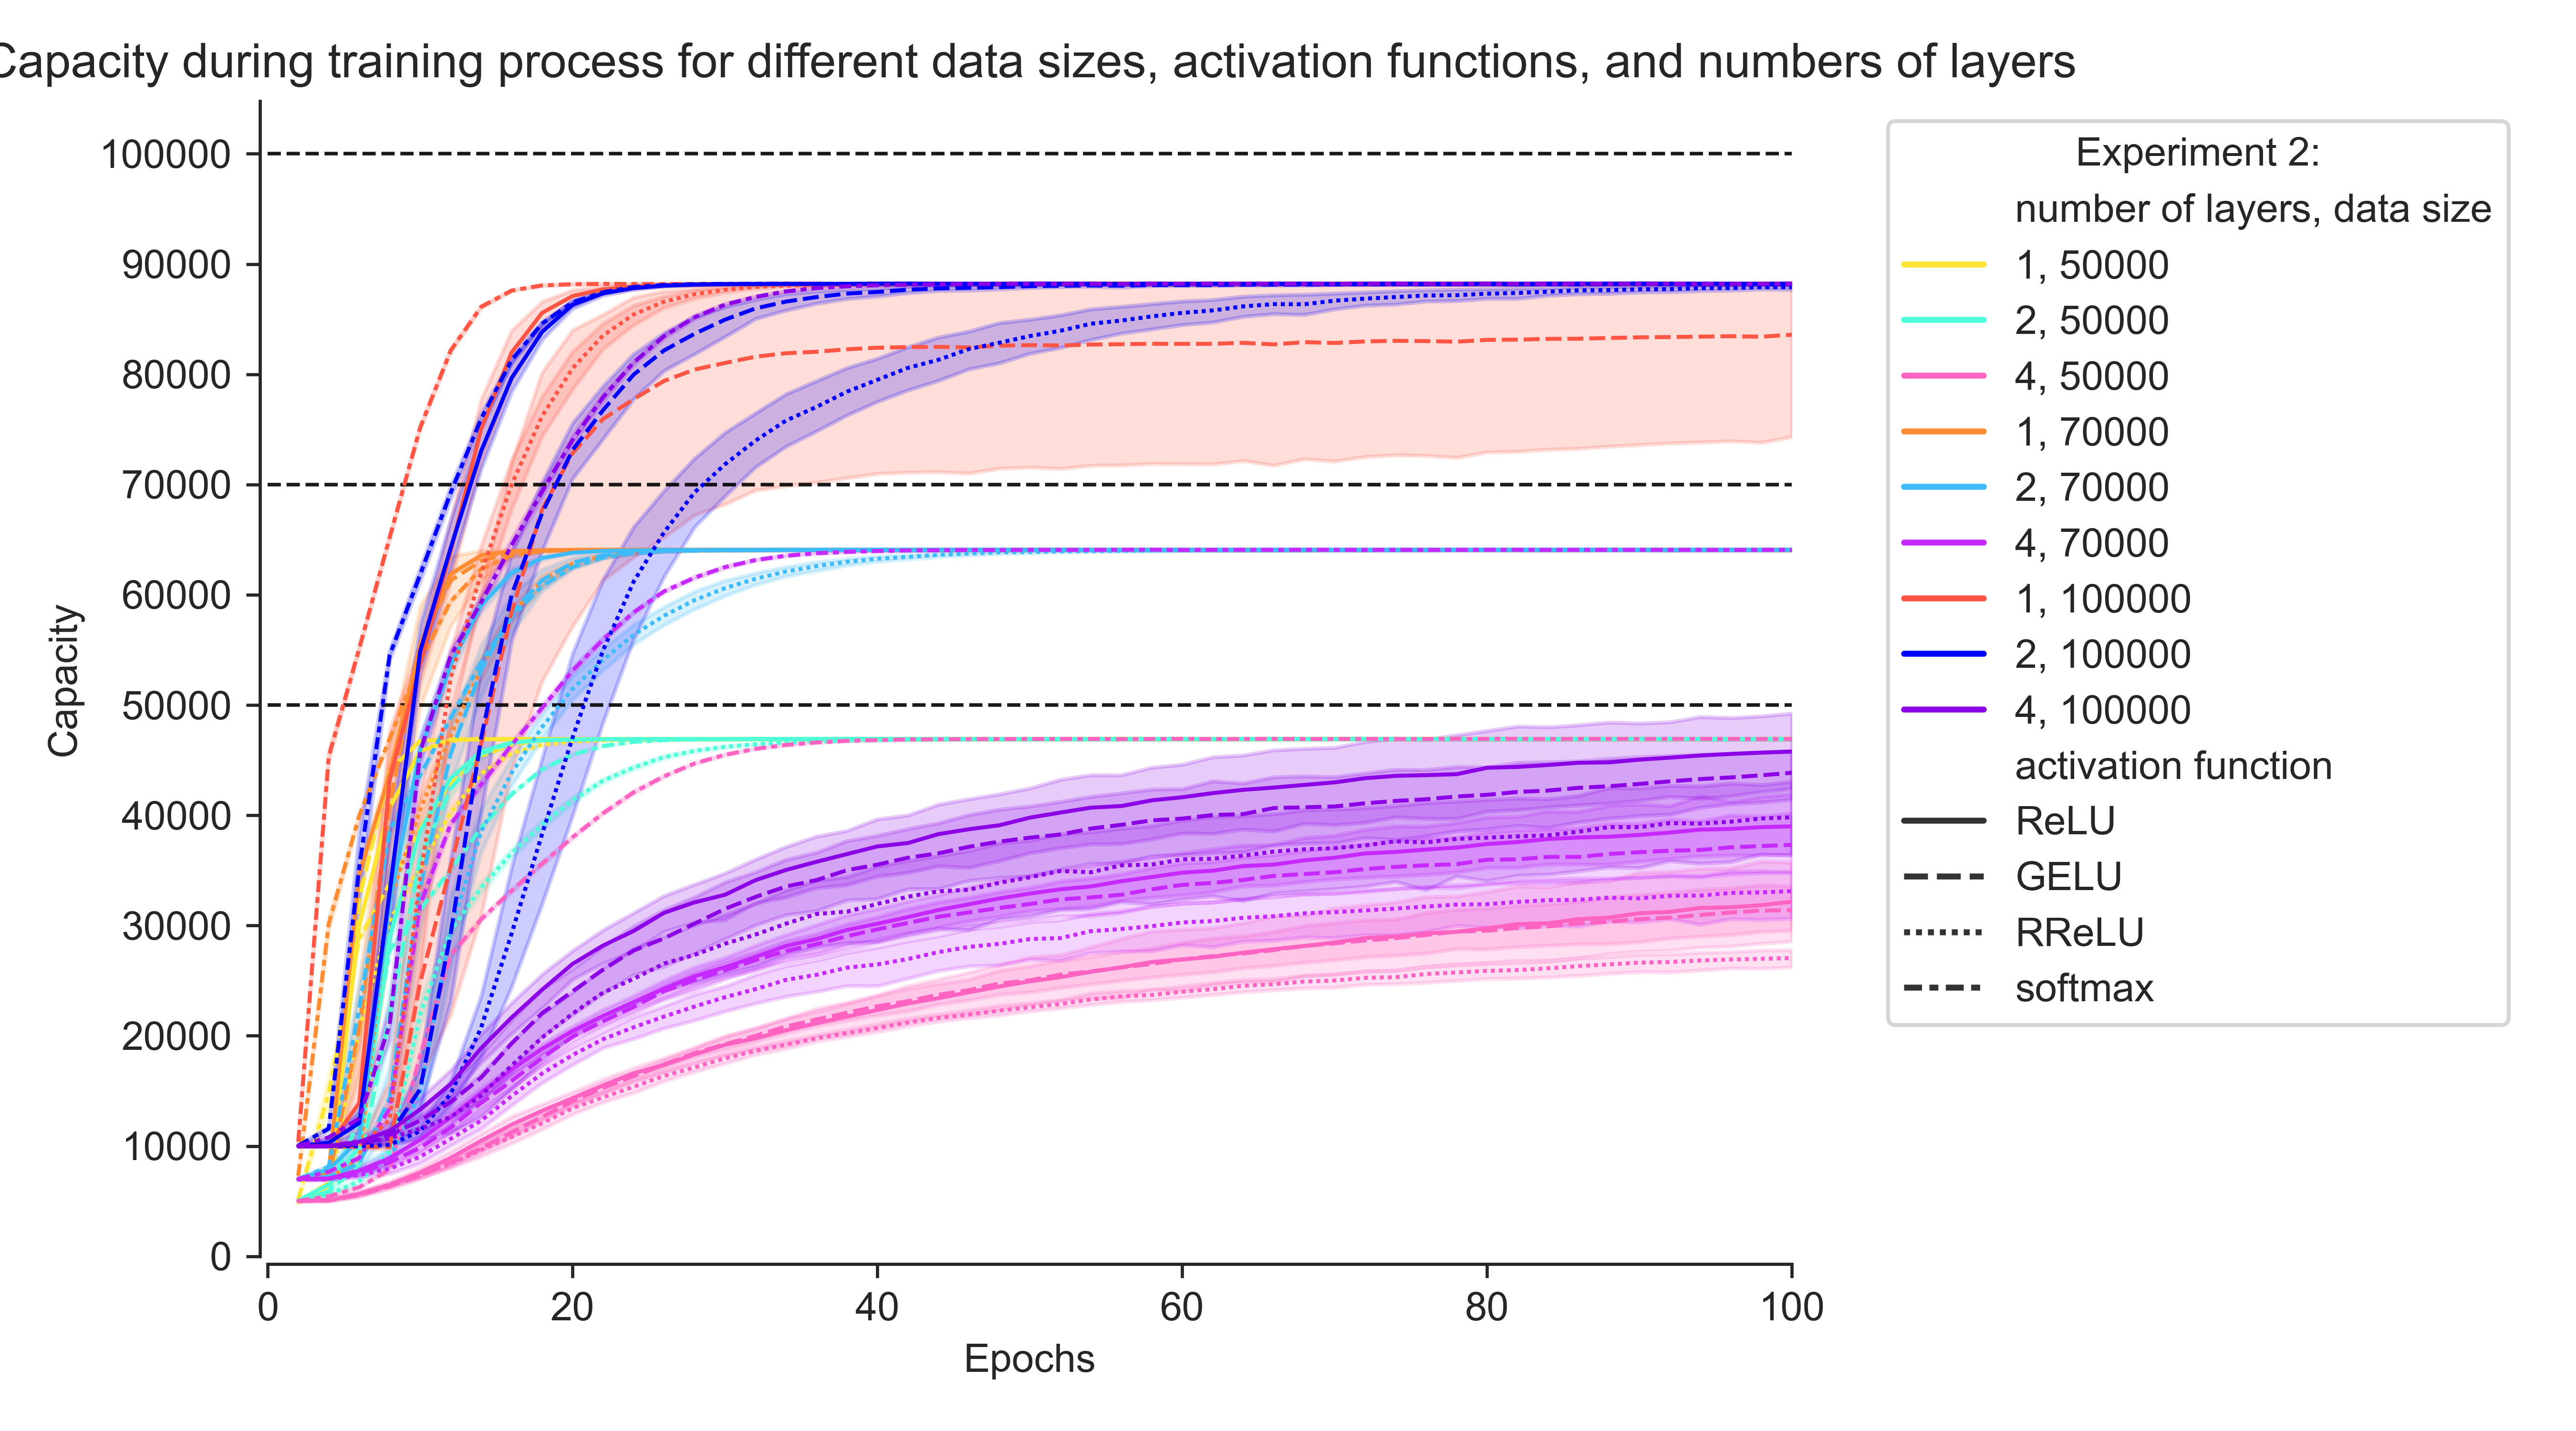 Capacity during training process for different data sizes, activation functions, and numbers of layers
100000
90000
80000
70000
60000
50000
40000
30000
20000
10000
0
Capacity
0 20 40 60 80 100
Epochs
Experiment 2:
number of layers, data size
1, 50000
2, 50000
4, 50000
1, 70000
2, 70000
4, 70000
1, 100000
2, 100000
4, 100000
activation function
ReLU
GELU
RReLU
softmax